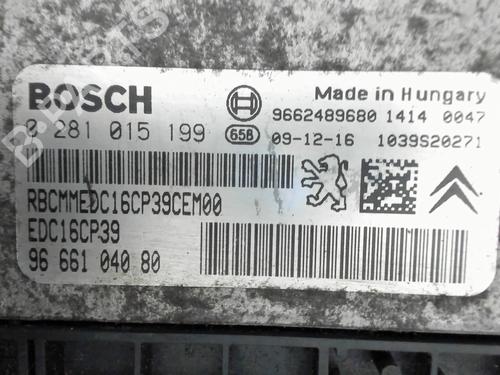 BOSCH
Made in Hungary
9662489680 1414 0047
0 281 015 199
658
09-12-16 1039S20271
RBCMMEDC16CP39CEM00
EDC16CP39
96 661 040 80